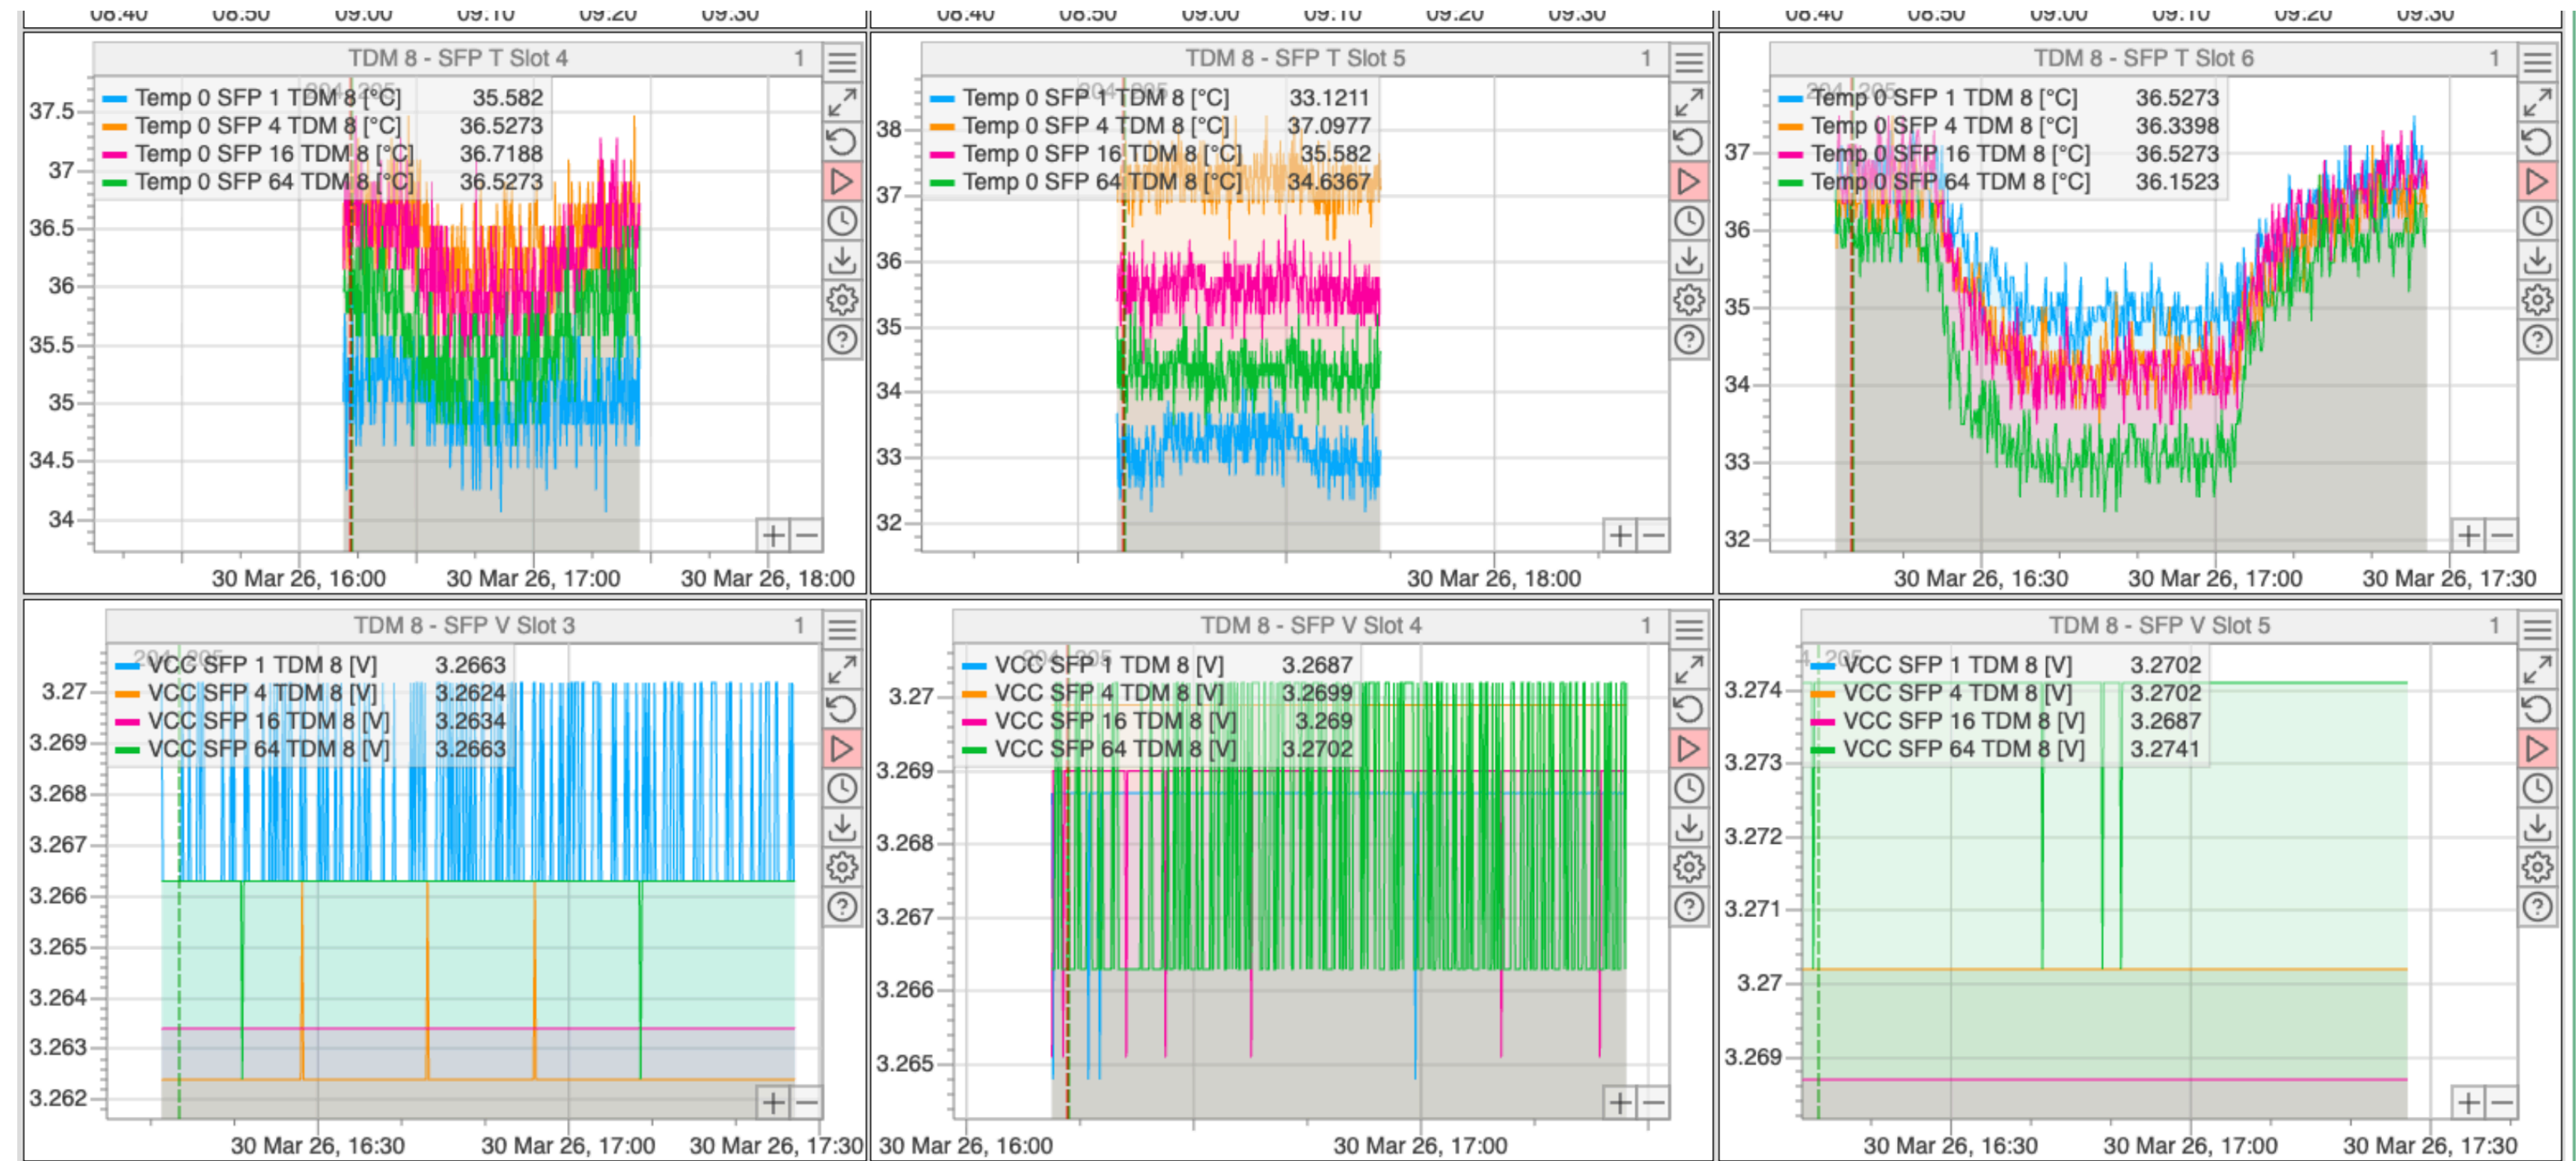 08:40 08:50 09:00 09:10 09:20 09:30
08:40 08:50 09:00 09:10 09:20 09:30
08:40 08:50 09:00 09:10 09:20 09:30
TDM 8 - SFP T Slot 4 1
204 205
Temp 0 SFP 1 TDM 8 [°C] 35.582
Temp 0 SFP 4 TDM 8 [°C] 36.5273
Temp 0 SFP 16 TDM 8 [°C] 36.7188
Temp 0 SFP 64 TDM 8 [°C] 36.5273
37.5
37
36.5
36
35.5
35
34.5
34
30 Mar 26, 16:00 30 Mar 26, 17:00 30 Mar 26, 18:00
TDM 8 - SFP T Slot 5 1
204 205
Temp 0 SFP 1 TDM 8 [°C] 33.1211
Temp 0 SFP 4 TDM 8 [°C] 37.0977
Temp 0 SFP 16 TDM 8 [°C] 35.582
Temp 0 SFP 64 TDM 8 [°C] 34.6367
38
37
36
35
34
33
32
30 Mar 26, 18:00
TDM 8 - SFP T Slot 6 1
204 205
Temp 0 SFP 1 TDM 8 [°C] 36.5273
Temp 0 SFP 4 TDM 8 [°C] 36.3398
Temp 0 SFP 16 TDM 8 [°C] 36.5273
Temp 0 SFP 64 TDM 8 [°C] 36.1523
37
36
35
34
33
32
30 Mar 26, 16:30 30 Mar 26, 17:00 30 Mar 26, 17:30
TDM 8 - SFP V Slot 3 1
204 205
VCC SFP 1 TDM 8 [V] 3.2663
VCC SFP 4 TDM 8 [V] 3.2624
VCC SFP 16 TDM 8 [V] 3.2634
VCC SFP 64 TDM 8 [V] 3.2663
3.27
3.269
3.268
3.267
3.266
3.265
3.264
3.263
3.262
30 Mar 26, 16:30 30 Mar 26, 17:00 30 Mar 26, 17:30
TDM 8 - SFP V Slot 4 1
204 205
VCC SFP 1 TDM 8 [V] 3.2687
VCC SFP 4 TDM 8 [V] 3.2699
VCC SFP 16 TDM 8 [V] 3.269
VCC SFP 64 TDM 8 [V] 3.2702
3.27
3.269
3.268
3.267
3.266
3.265
30 Mar 26, 16:00 30 Mar 26, 17:00
TDM 8 - SFP V Slot 5 1
4 205
VCC SFP 1 TDM 8 [V] 3.2702
VCC SFP 4 TDM 8 [V] 3.2702
VCC SFP 16 TDM 8 [V] 3.2687
VCC SFP 64 TDM 8 [V] 3.2741
3.274
3.273
3.272
3.271
3.27
3.269
30 Mar 26, 16:30 30 Mar 26, 17:00 30 Mar 26, 17:30